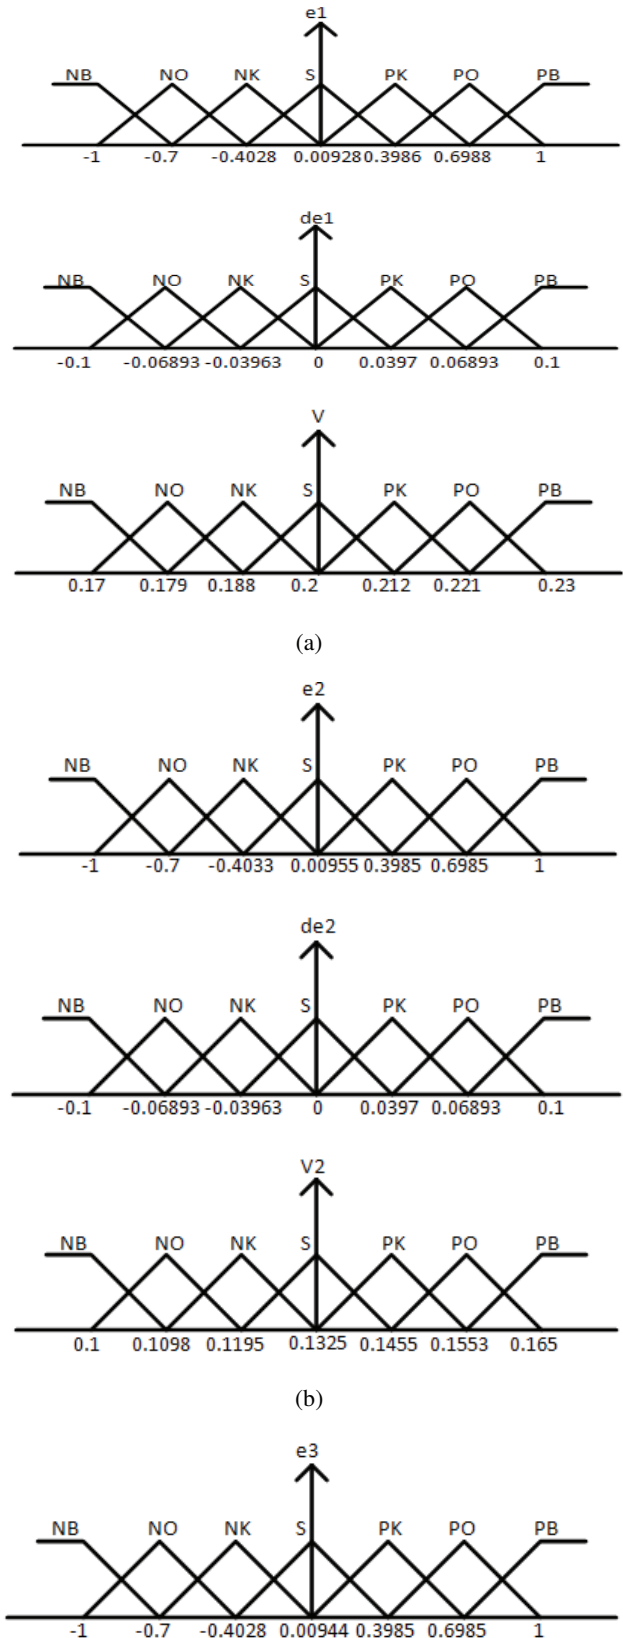 e1
NB NO NK S PK PO PB
-1 -0.7 -0.4028 0.00928 0.3986 0.6988 1
de1
NB NO NK S PK PO PB
-0.1 -0.06893 -0.03963 0 0.0397 0.06893 0.1
V
NB NO NK S PK PO PB
0.17 0.179 0.188 0.2 0.212 0.221 0.23
(a)
e2
NB NO NK S PK PO PB
-1 -0.7 -0.4033 0.00955 0.3985 0.6985 1
de2
NB NO NK S PK PO PB
-0.1 -0.06893 -0.03963 0 0.0397 0.06893 0.1
V2
NB NO NK S PK PO PB
0.1 0.1098 0.1195 0.1325 0.1455 0.1553 0.165
(b)
e3
NB NO NK S PK PO PB
-1 -0.7 -0.4028 0.00944 0.3985 0.6985 1